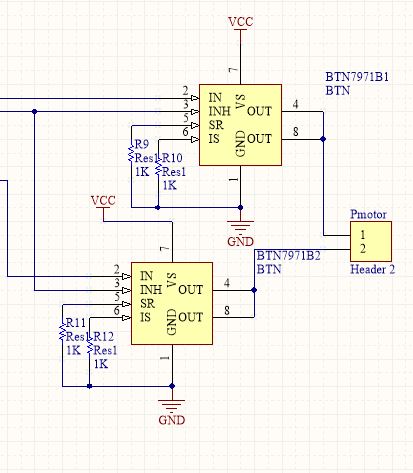 VCC
7
BTN7971B1
BTN
2 IN VS OUT 4
3 INH
5 SR OUT 8
6 IS GND
R9
Res1
1K
R10
Res1
1K
1
GND
VCC
Pmotor
1
2
Header 2
7
BTN7971B2
BTN
2 IN VS OUT 4
3 INH
5 SR OUT 8
6 IS GND
R11
Res1
1K
R12
Res1
1K
1
GND